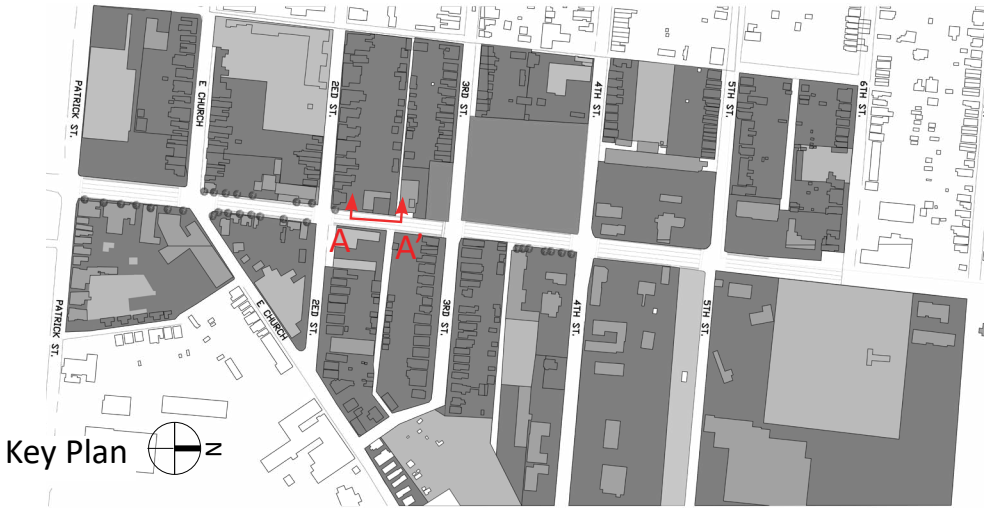 PATRICK ST.
E CHURCH
2ED ST.
3RD ST.
4TH ST.
5TH ST.
6TH ST.
A
A'
PATRICK ST.
E CHURCH
2ED ST.
3RD ST.
4TH ST.
5TH ST.
Key Plan
N